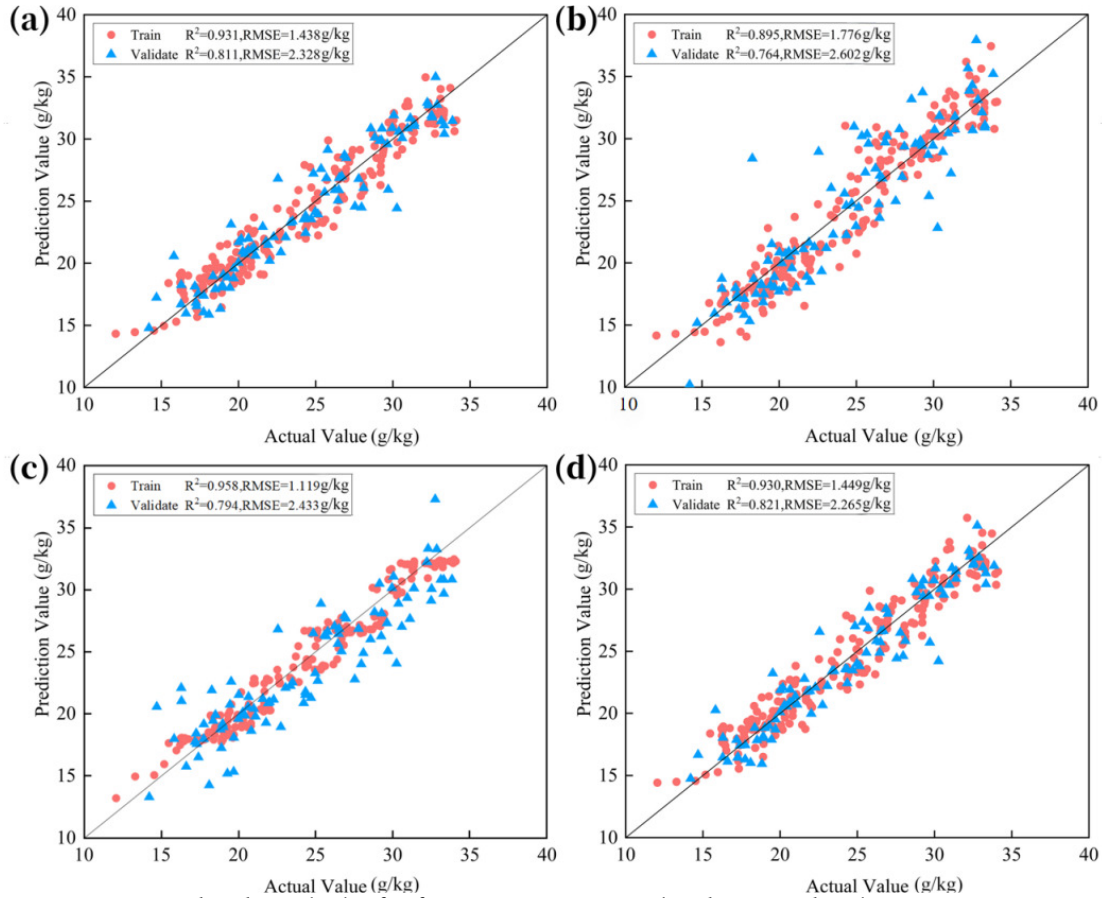 (a)
Train R²=0.931,RMSE=1.438g/kg
Validate R²=0.811,RMSE=2.328g/kg
40
35
30
25
20
15
10
Prediction Value (g/kg)
10 15 20 25 30 35 40
Actual Value (g/kg)
(b)
Train R²=0.895,RMSE=1.776g/kg
Validate R²=0.764,RMSE=2.602g/kg
40
35
30
25
20
15
10
Prediction Value (g/kg)
10 15 20 25 30 35 40
Actual Value (g/kg)
(c)
Train R²=0.958,RMSE=1.119g/kg
Validate R²=0.794,RMSE=2.433g/kg
40
35
30
25
20
15
10
Prediction Value (g/kg)
10 15 20 25 30 35 40
Actual Value (g/kg)
(d)
Train R²=0.930,RMSE=1.449g/kg
Validate R²=0.821,RMSE=2.265g/kg
40
35
30
25
20
15
10
Prediction Value (g/kg)
10 15 20 25 30 35 40
Actual Value (g/kg)